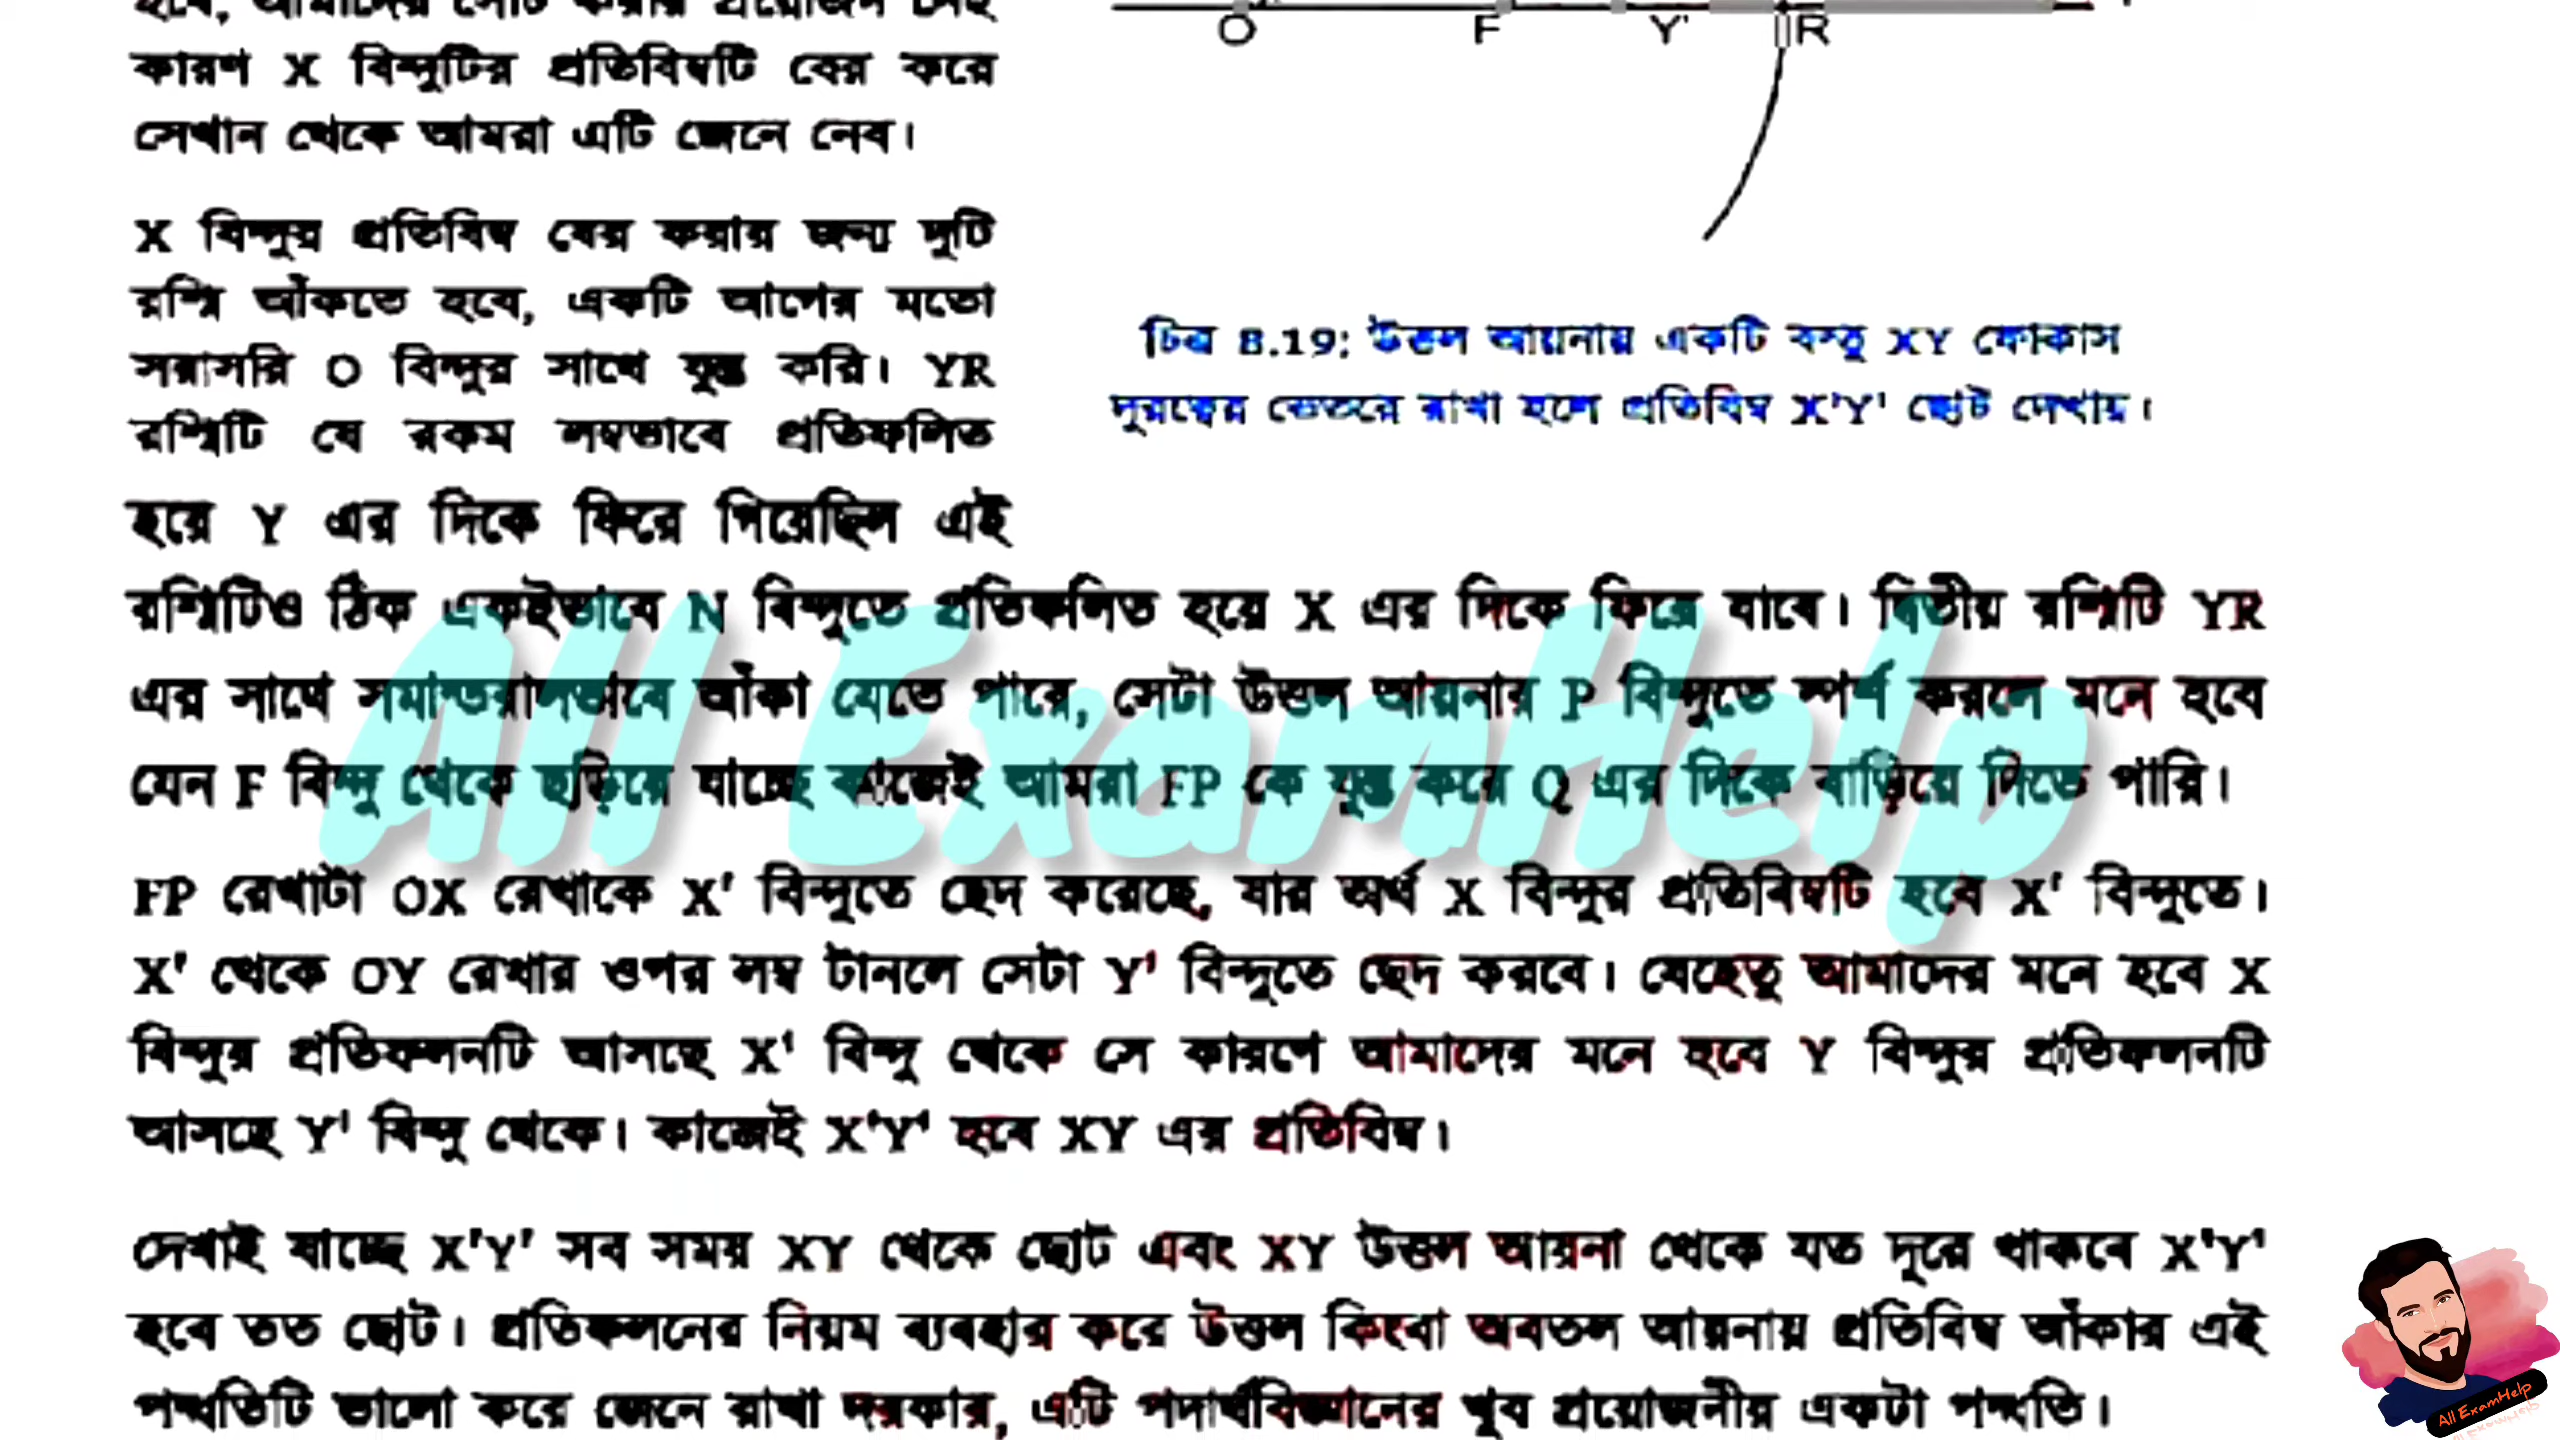 হবে, আমাদের সেটি করার প্রয়োজন নেই
কারণ X বিন্দুটির প্রতিবিম্বটি বের করে
সেখান থেকে আমরা এটি জেনে নেব।
X বিন্দুর প্রতিবিম্ব বের করার জন্য দুটি
রশ্মি আঁকতে হবে, একটি আগের মতো
সরাসরি O বিন্দুর সাথে যুক্ত করি। YR
রশ্মিটি যে রকম লম্বভাবে প্রতিফলিত
হয়ে Y এর দিকে ফিরে গিয়েছিল এই
O F Y' R
চিত্র 8.19: উত্তল আয়নায় একটি বস্তু XY ফোকাস
দূরত্বের ভেতরে রাখা হলে প্রতিবিম্ব X'Y' ছোট দেখায়।
রশ্মিটিও ঠিক একইভাবে N বিন্দুতে প্রতিফলিত হয়ে X এর দিকে ফিরে যাবে। দ্বিতীয় রশ্মিটি YR
এর সাথে সমান্তরালভাবে আঁকা যেতে পারে, সেটা উত্তল আয়নার P বিন্দুতে স্পর্শ করলে মনে হবে
যেন F বিন্দু থেকে ছড়িয়ে যাচ্ছে কাজেই আমরা FP কে যুক্ত করে Q এর দিকে বাড়িয়ে দিতে পারি।
All ExamHelp
FP রেখাটা OX রেখাকে X' বিন্দুতে ছেদ করেছে, যার অর্থ X বিন্দুর প্রতিবিম্বটি হবে X' বিন্দুতে।
X' থেকে OY রেখার ওপর লম্ব টানলে সেটা Y' বিন্দুতে ছেদ করবে। যেহেতু আমাদের মনে হবে X
বিন্দুর প্রতিফলনটি আসছে X' বিন্দু থেকে সে কারণে আমাদের মনে হবে Y বিন্দুর প্রতিফলনটি
আসছে Y' বিন্দু থেকে। কাজেই X'Y' হবে XY এর প্রতিবিম্ব।
দেখাই যাচ্ছে X'Y' সব সময় XY থেকে ছোট এবং XY উত্তল আয়না থেকে যত দূরে থাকবে X'Y'
হবে তত ছোট। প্রতিফলনের নিয়ম ব্যবহার করে উত্তল কিংবা অবতল আয়নায় প্রতিবিম্ব আঁকার এই
পদ্ধতিটি ভালো করে জেনে রাখা দরকার, এটি পদার্থবিজ্ঞানের খুব প্রয়োজনীয় একটা পদ্ধতি।
All ExamHelp